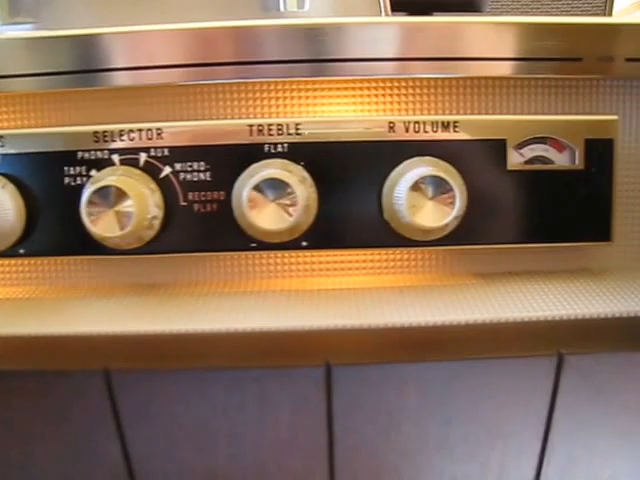 S
SELECTOR
TREBLE
R VOLUME
PHONO
AUX
FLAT
TAPE
PLAY
MICRO-
PHONE
RECORD
PLAY